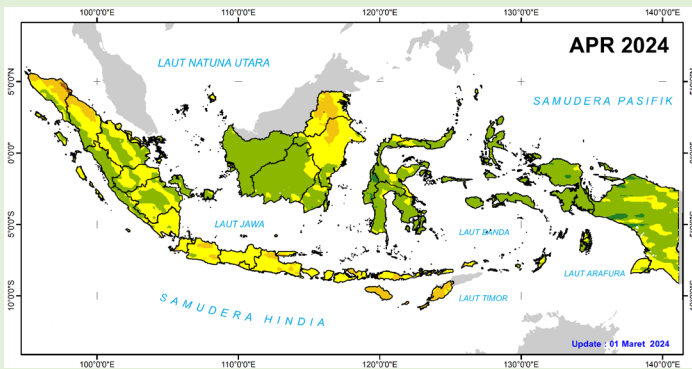 100°0'0"E 110°0'0"E 120°0'0"E 130°0'0"E 140°0'0"E
APR 2024
LAUT NATUNA UTARA
5°0'0"N
SAMUDERA PASIFIK
0°0'0"
LAUT JAWA
LAUT BANDA
5°0'0"S
LAUT ARAFURA
LAUT TIMOR
10°0'0"S
SAMUDERA HINDIA
Update : 01 Maret 2024
100°0'0"E 110°0'0"E 120°0'0"E 130°0'0"E 140°0'0"E